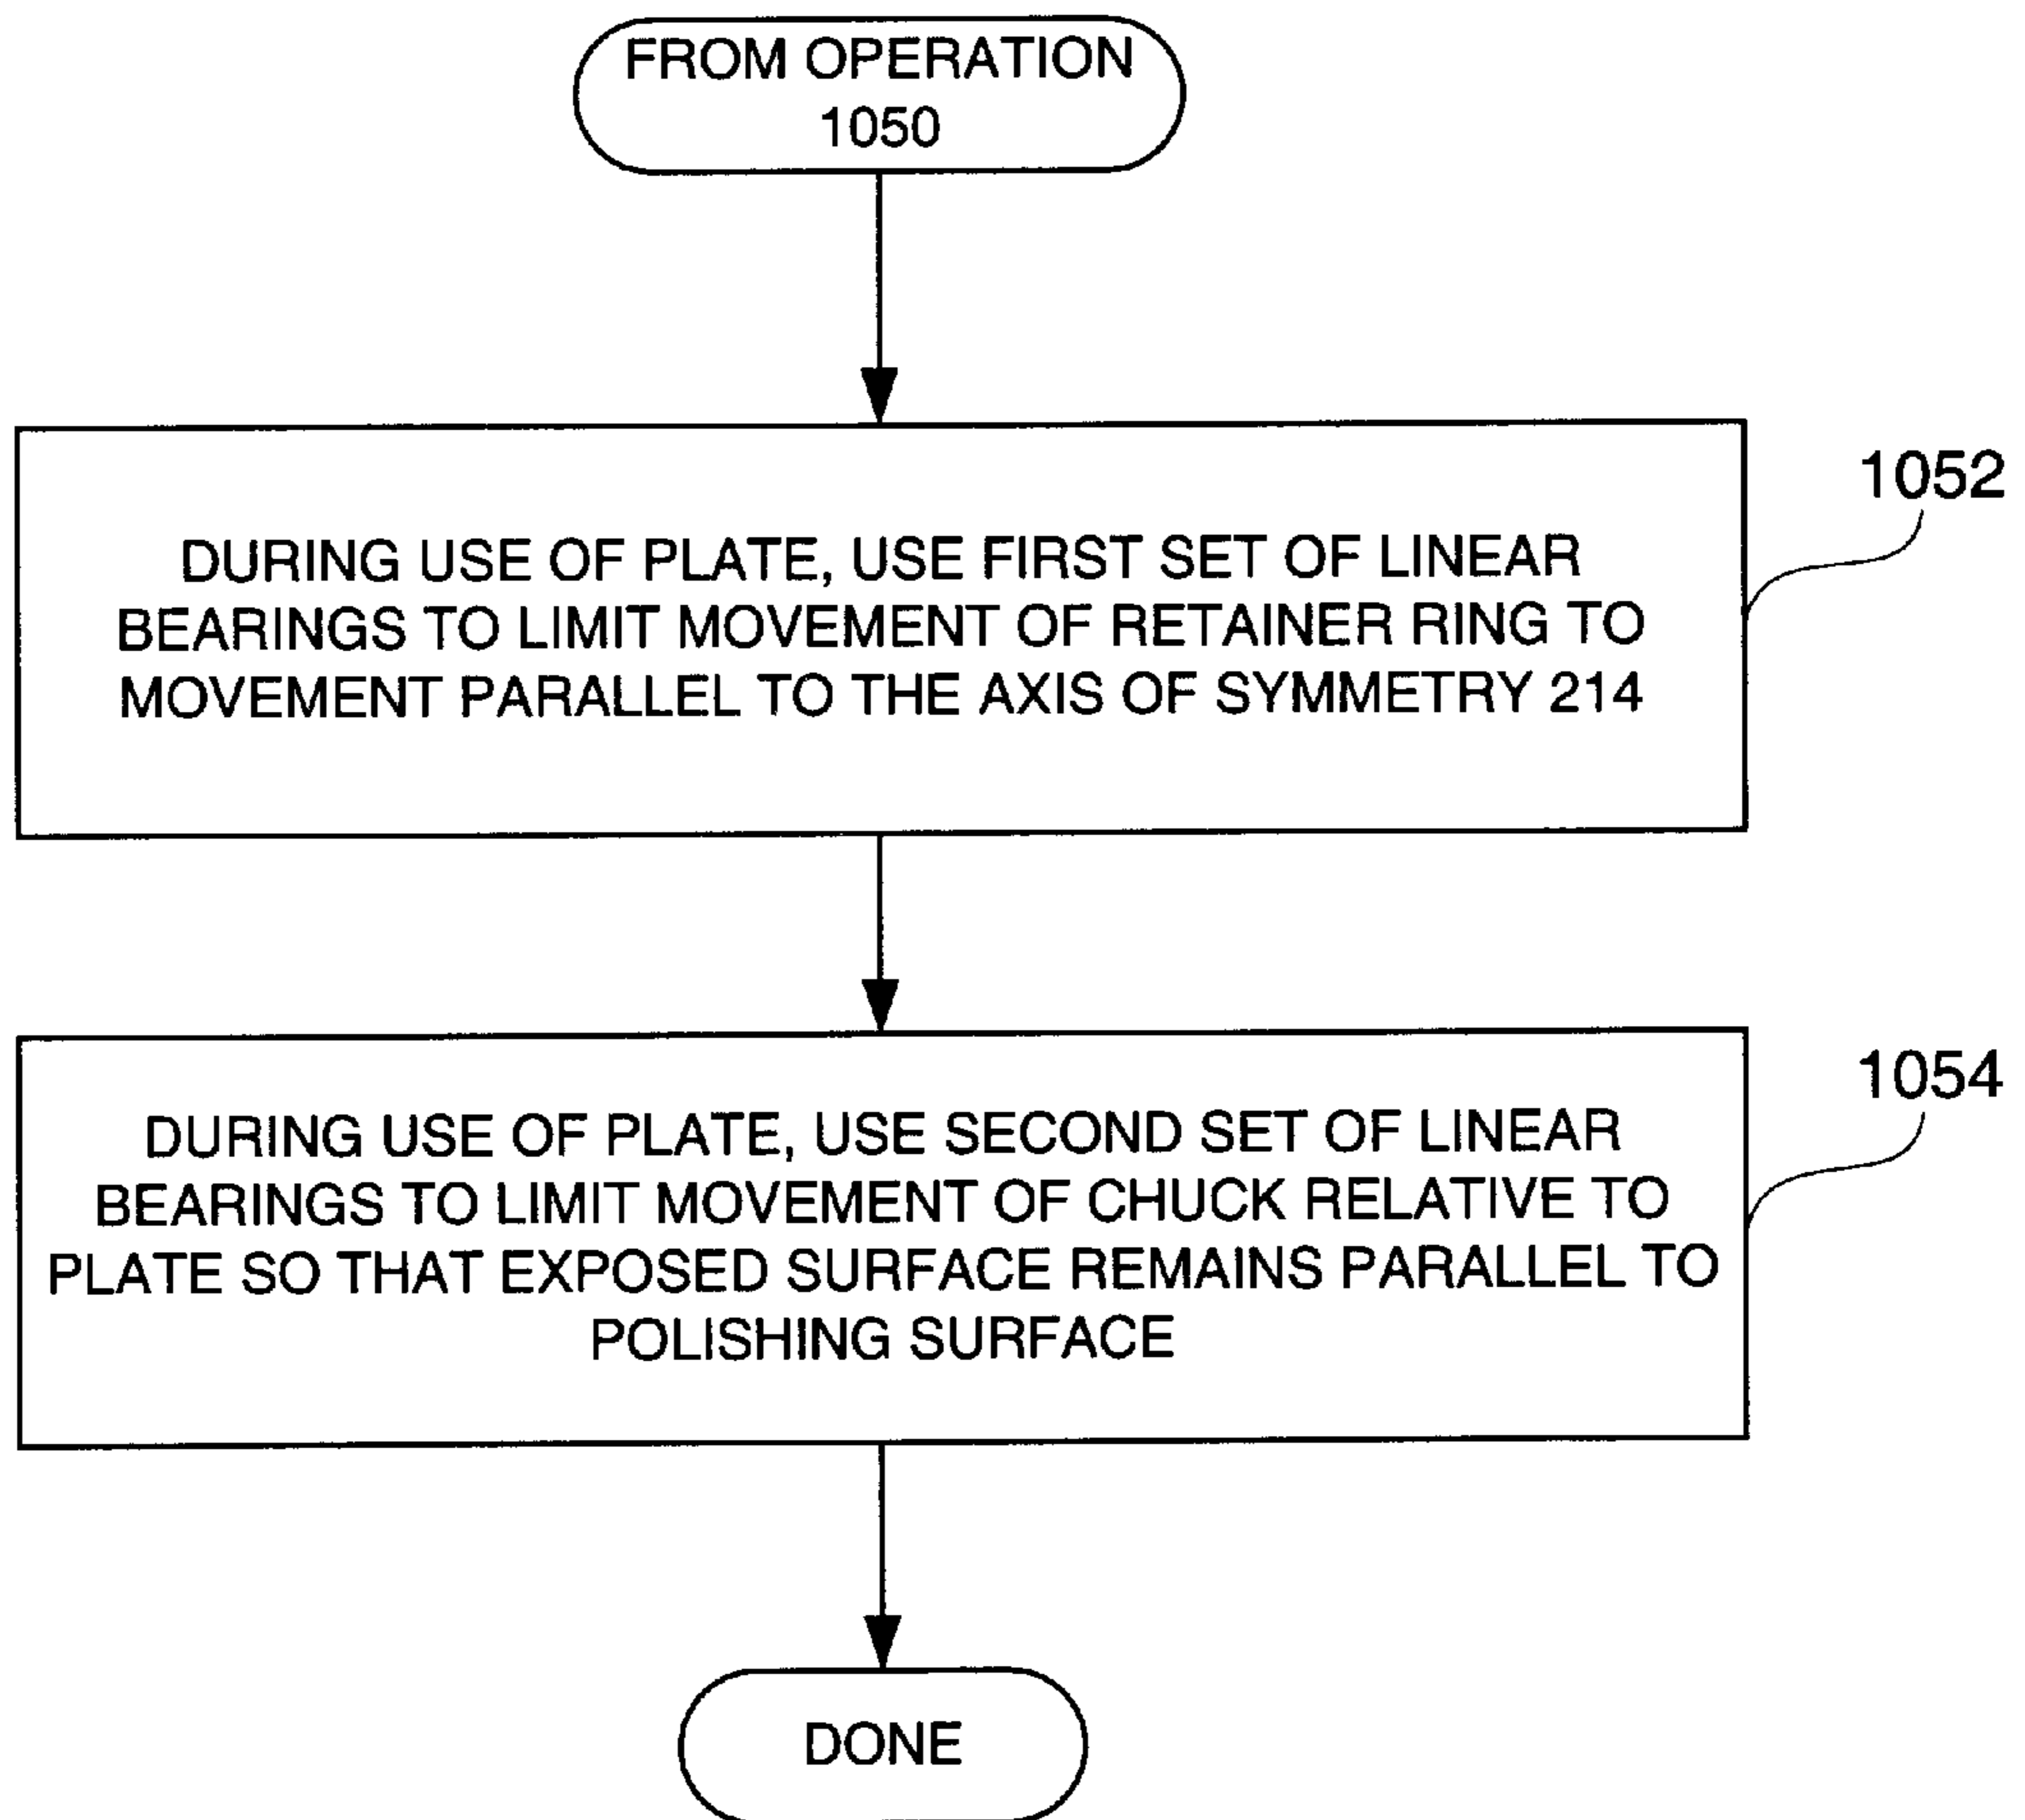 FROM OPERATION
1050
1052
DURING USE OF PLATE, USE FIRST SET OF LINEAR
BEARINGS TO LIMIT MOVEMENT OF RETAINER RING TO
MOVEMENT PARALLEL TO THE AXIS OF SYMMETRY 214
1054
DURING USE OF PLATE, USE SECOND SET OF LINEAR
BEARINGS TO LIMIT MOVEMENT OF CHUCK RELATIVE TO
PLATE SO THAT EXPOSED SURFACE REMAINS PARALLEL TO
POLISHING SURFACE
DONE